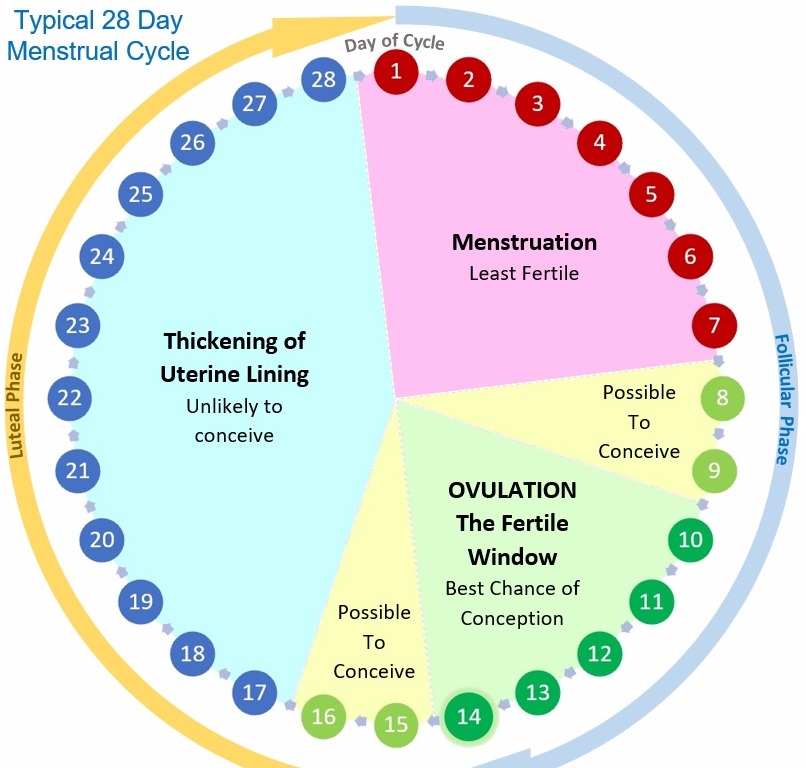 Typical 28 Day
Menstrual Cycle
Day of Cycle
1
2
3
4
5
6
7
8
9
10
11
12
13
14
15
16
17
18
19
20
21
22
23
24
25
26
27
28
Menstruation
Least Fertile
Possible
To
Conceive
OVULATION
The Fertile
Window
Best Chance of
Conception
Possible
To
Conceive
Thickening of
Uterine Lining
Unlikely to
conceive
Follicular Phase
Luteal Phase